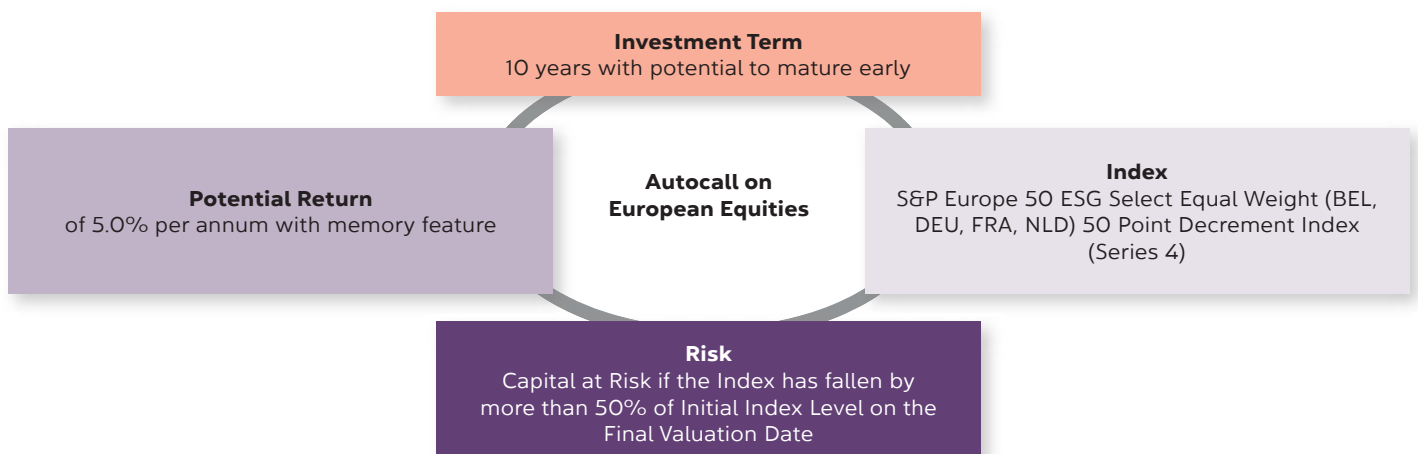 Investment Term
10 years with potential to mature early
Potential Return
of 5.0% per annum with memory feature
Autocall on
European Equities
Index
S&P Europe 50 ESG Select Equal Weight (BEL,
DEU, FRA, NLD) 50 Point Decrement Index
(Series 4)
Risk
Capital at Risk if the Index has fallen by
more than 50% of Initial Index Level on the
Final Valuation Date